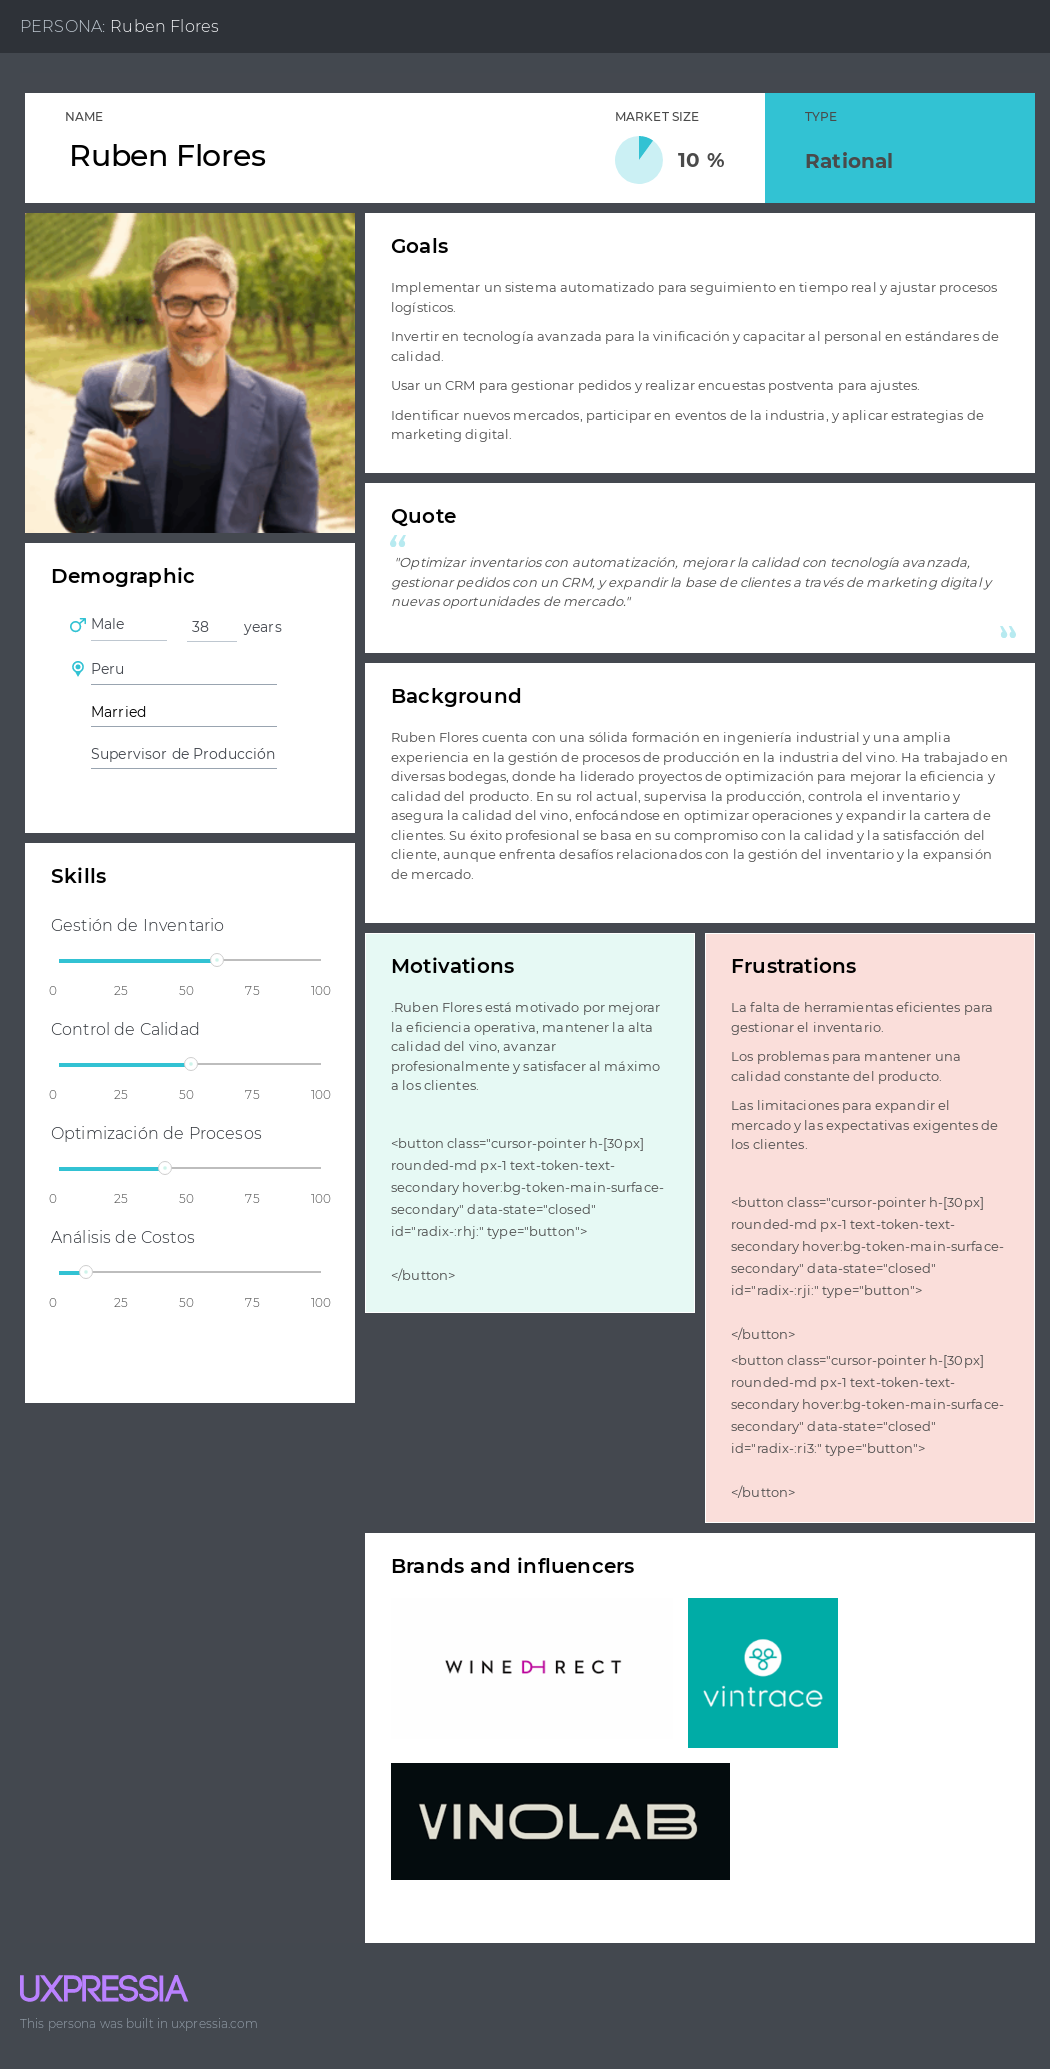 PERSONA: Ruben Flores
NAME
Ruben Flores
MARKET SIZE
10 %
TYPE
Rational
Goals
Implementar un sistema automatizado para seguimiento en tiempo real y ajustar procesos
logísticos.
Invertir en tecnología avanzada para la vinificación y capacitar al personal en estándares de
calidad.
Usar un CRM para gestionar pedidos y realizar encuestas postventa para ajustes.
Identificar nuevos mercados, participar en eventos de la industria, y aplicar estrategias de
marketing digital.
Quote
“
"Optimizar inventarios con automatización, mejorar la calidad con tecnología avanzada,
gestionar pedidos con un CRM, y expandir la base de clientes a través de marketing digital y
nuevas oportunidades de mercado."
”
Demographic
Male
38 years
Peru
Married
Supervisor de Producción
Background
Ruben Flores cuenta con una sólida formación en ingeniería industrial y una amplia
experiencia en la gestión de procesos de producción en la industria del vino. Ha trabajado en
diversas bodegas, donde ha liderado proyectos de optimización para mejorar la eficiencia y
calidad del producto. En su rol actual, supervisa la producción, controla el inventario y
asegura la calidad del vino, enfocándose en optimizar operaciones y expandir la cartera de
clientes. Su éxito profesional se basa en su compromiso con la calidad y la satisfacción del
cliente, aunque enfrenta desafíos relacionados con la gestión del inventario y la expansión
de mercado.
Skills
Gestión de Inventario
0 25 50 75 100
Control de Calidad
0 25 50 75 100
Optimización de Procesos
0 25 50 75 100
Análisis de Costos
0 25 50 75 100
Motivations
.Ruben Flores está motivado por mejorar
la eficiencia operativa, mantener la alta
calidad del vino, avanzar
profesionalmente y satisfacer al máximo
a los clientes.
<button class="cursor-pointer h-[30px]
rounded-md px-1 text-token-text-
secondary hover:bg-token-main-surface-
secondary" data-state="closed"
id="radix-:rhj:" type="button">
</button>
Frustrations
La falta de herramientas eficientes para
gestionar el inventario.
Los problemas para mantener una
calidad constante del producto.
Las limitaciones para expandir el
mercado y las expectativas exigentes de
los clientes.
<button class="cursor-pointer h-[30px]
rounded-md px-1 text-token-text-
secondary hover:bg-token-main-surface-
secondary" data-state="closed"
id="radix-:rji:" type="button">
</button>
<button class="cursor-pointer h-[30px]
rounded-md px-1 text-token-text-
secondary hover:bg-token-main-surface-
secondary" data-state="closed"
id="radix-:ri3:" type="button">
</button>
Brands and influencers
WINEDIRECT
vintrace
VINOLAB
UXPRESSIA
This persona was built in uxpressia.com